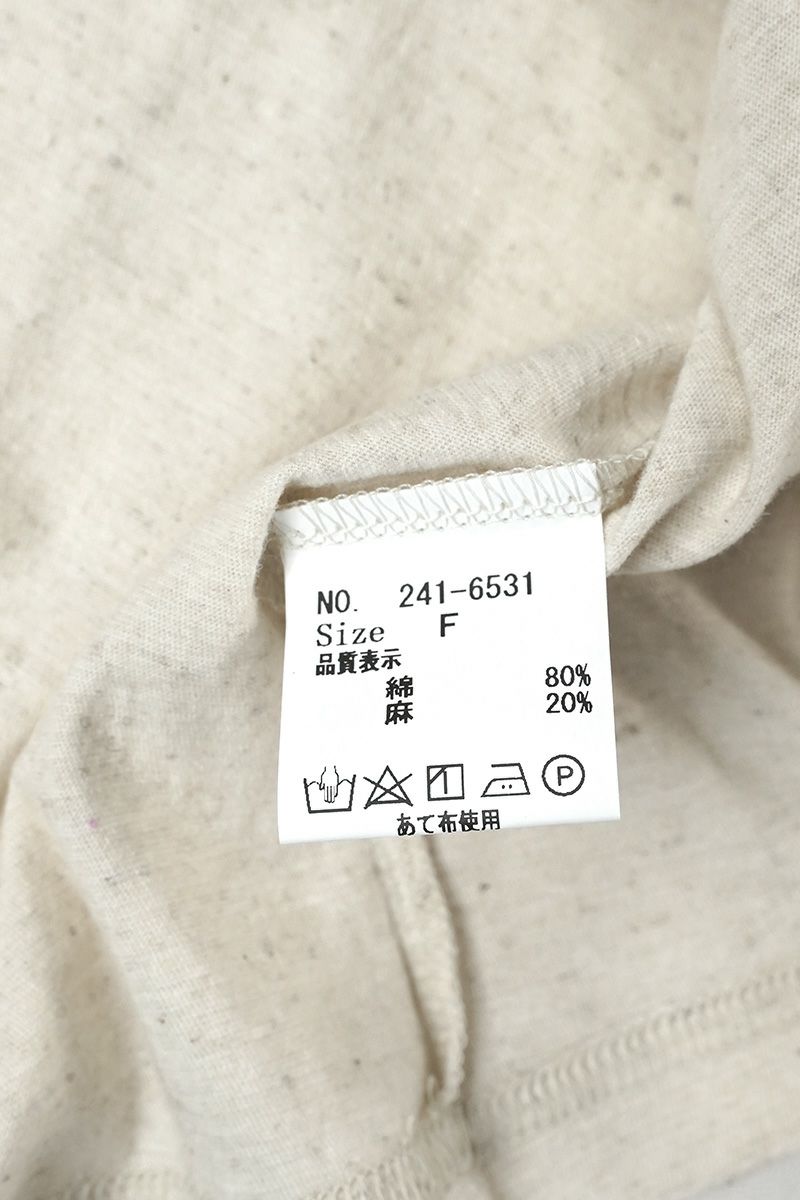 NO. 241-6531
Size F
品質表示
綿 80%
麻 20%
P
あて布使用